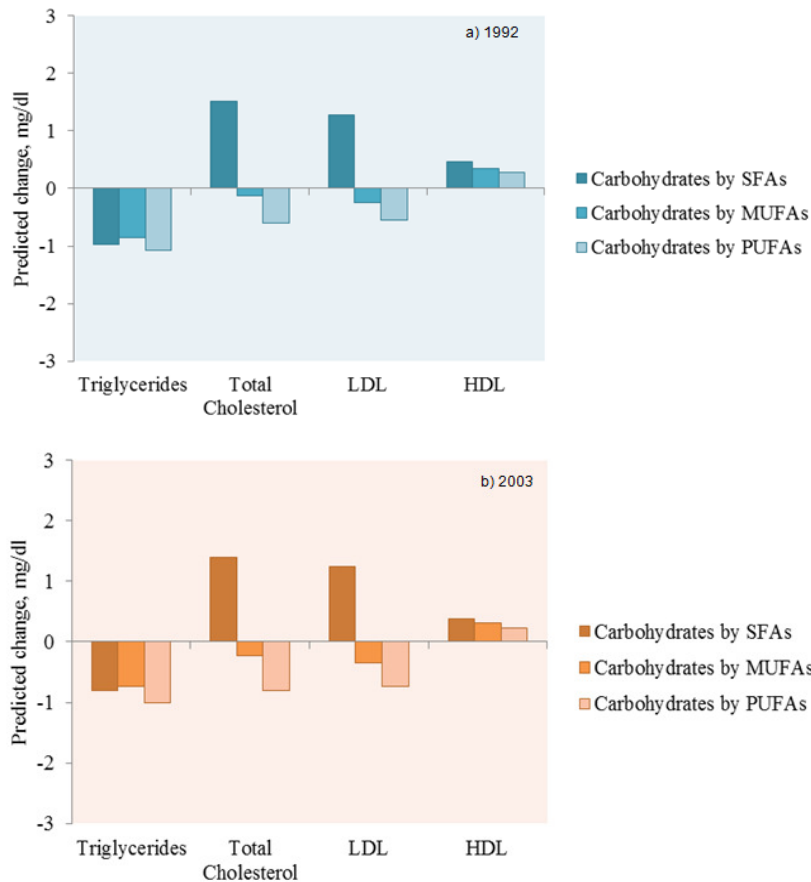 a) 1992
Predicted change, mg/dl
3
2
1
0
-1
-2
-3
Triglycerides
Total
Cholesterol
LDL
HDL
Carbohydrates by SFAs
Carbohydrates by MUFAs
Carbohydrates by PUFAs
b) 2003
Predicted change, mg/dl
3
2
1
0
-1
-2
-3
Triglycerides
Total
Cholesterol
LDL
HDL
Carbohydrates by SFAs
Carbohydrates by MUFAs
Carbohydrates by PUFAs